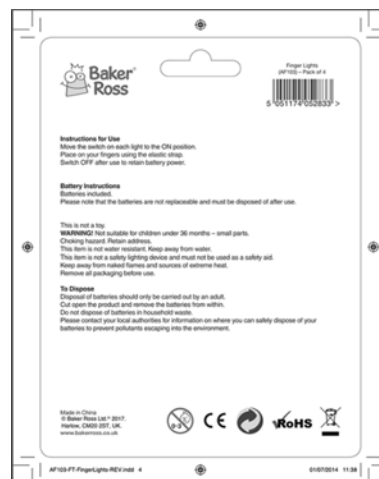 Baker®
Ross
Finger Lights
(AF103) – Pack of 4
5 051174 052833 >
Instructions for Use
Move the switch on each light to the ON position.
Place on your fingers using the elastic strap.
Switch OFF after use to retain battery power.
Battery Instructions
Batteries included.
Please note that the batteries are not replaceable and must be disposed of after use.
This is not a toy.
WARNING! Not suitable for children under 36 months – small parts.
Choking hazard. Retain address.
This item is not water resistant. Keep away from water.
This item is not a safety lighting device and must not be used as a safety aid.
Keep away from naked flames and sources of extreme heat.
Remove all packaging before use.
To Dispose
Disposal of batteries should only be carried out by an adult.
Cut open the product and remove the batteries from within.
Do not dispose of batteries in household waste.
Please contact your local authorities for information on where you can safely dispose of your
batteries to prevent pollutants escaping into the environment.
Made in China
© Baker Ross Ltd.® 2017.
Harlow, CM20 2ST, UK.
www.bakerross.co.uk
0-3
CE
RoHS
AF103-FT-FingerLights-REV.indd 4
01/07/2014 11:38